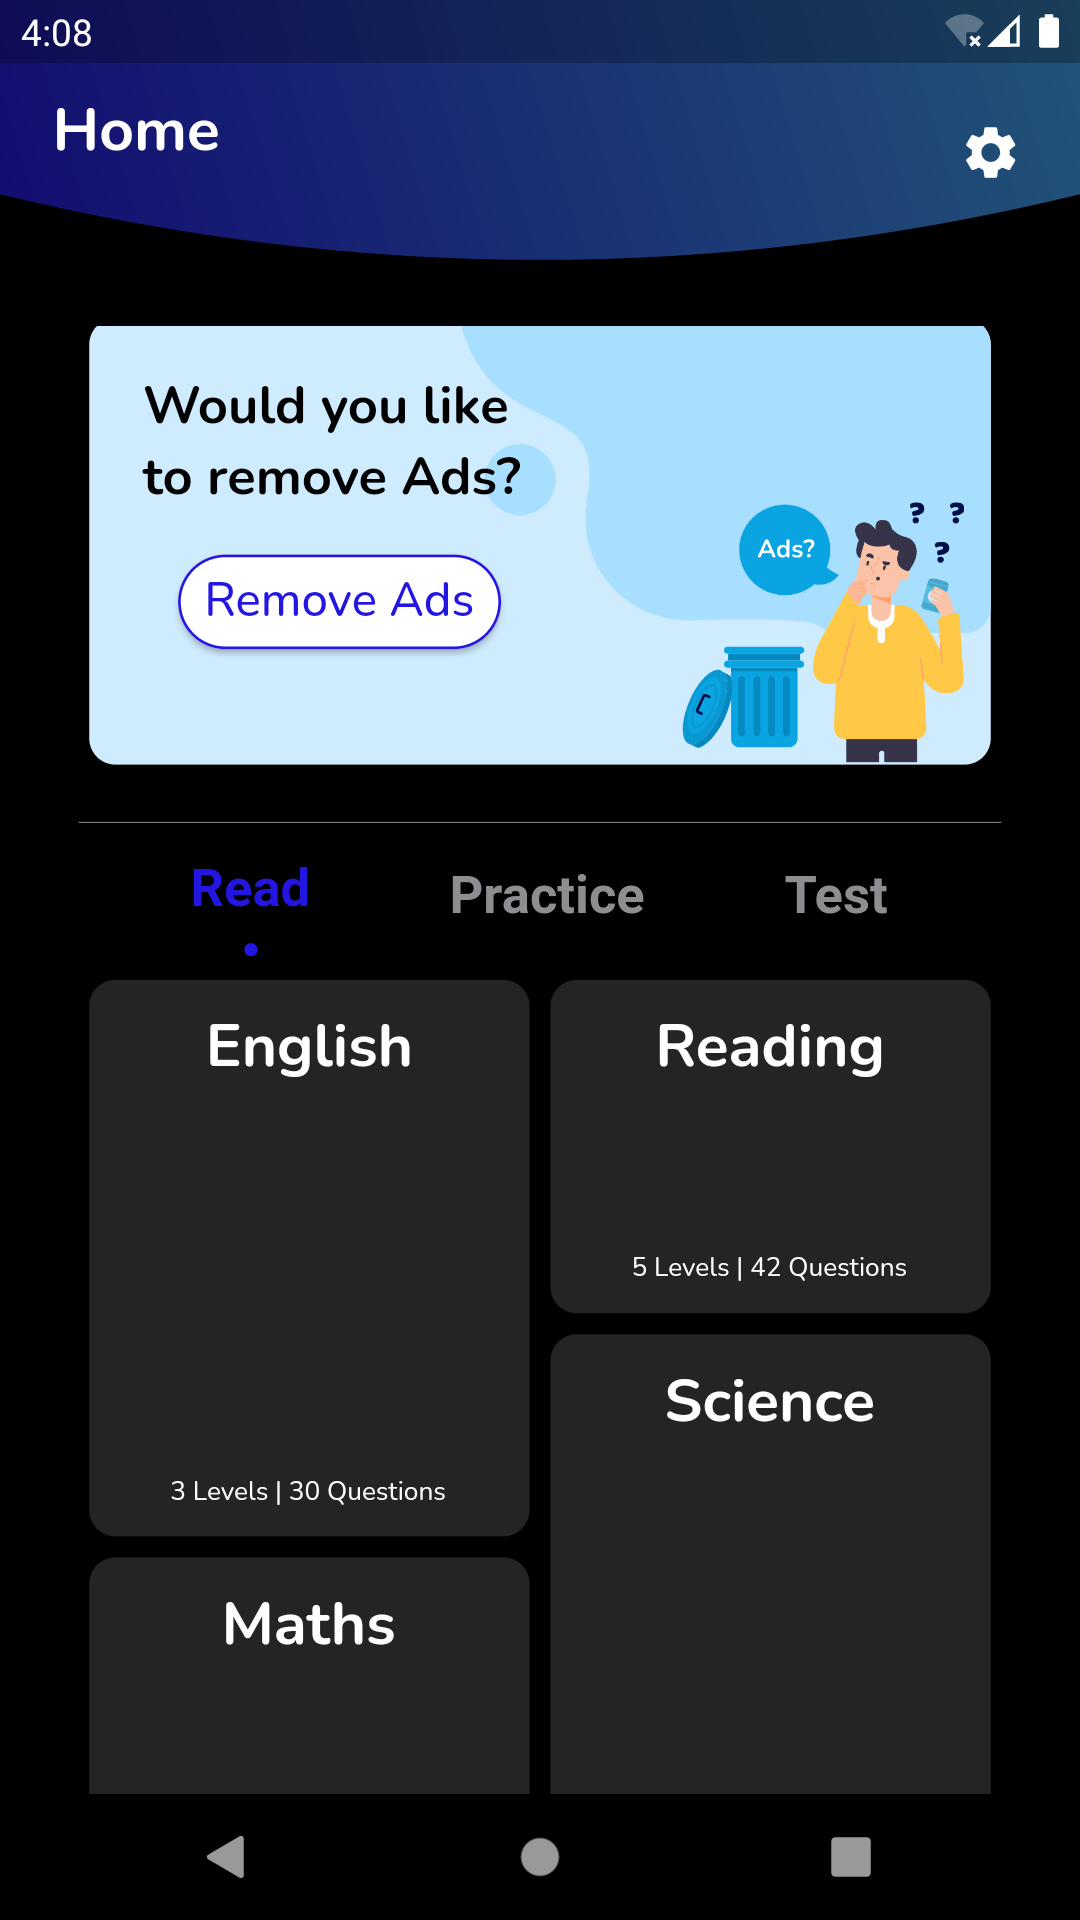 4:08
Home
Would you like
to remove Ads?
Remove Ads
Ads?
? ?
?
Read
Practice
Test
English
3 Levels | 30 Questions
Reading
5 Levels | 42 Questions
Science
Maths